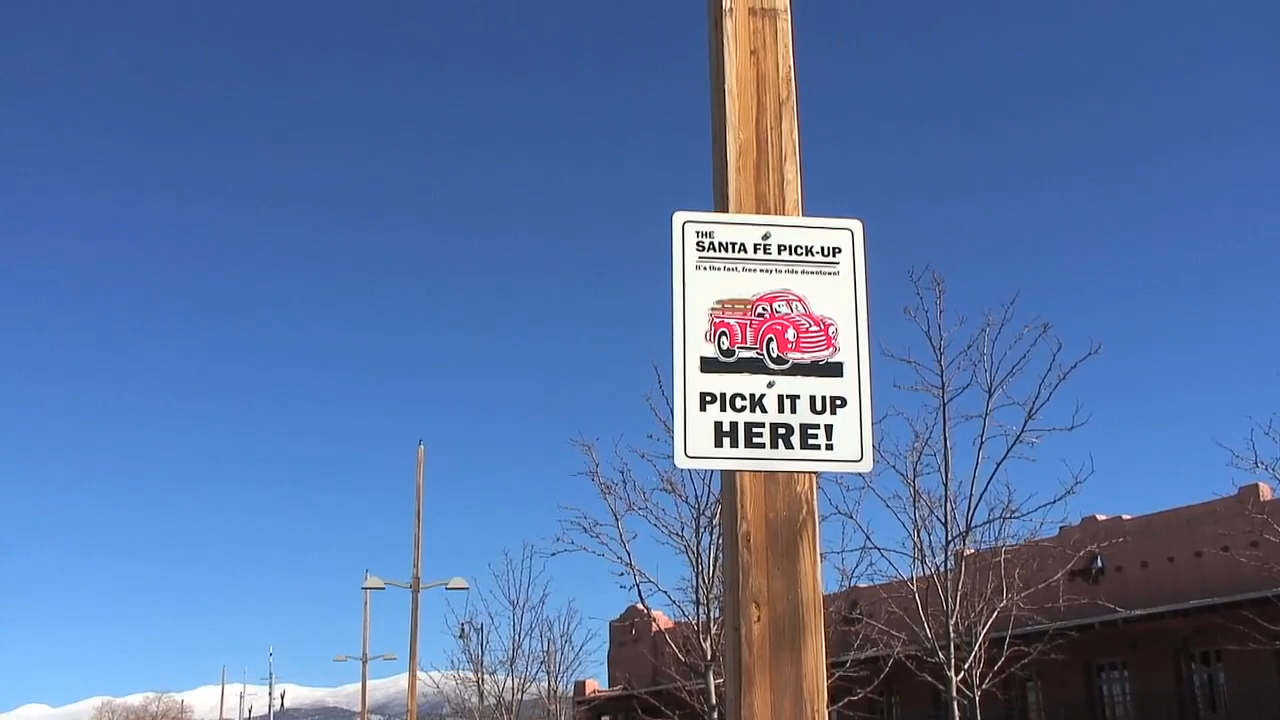 THE
SANTA FE PICK-UP
It's the fast, free way to ride downtown!
PICK IT UP
HERE!